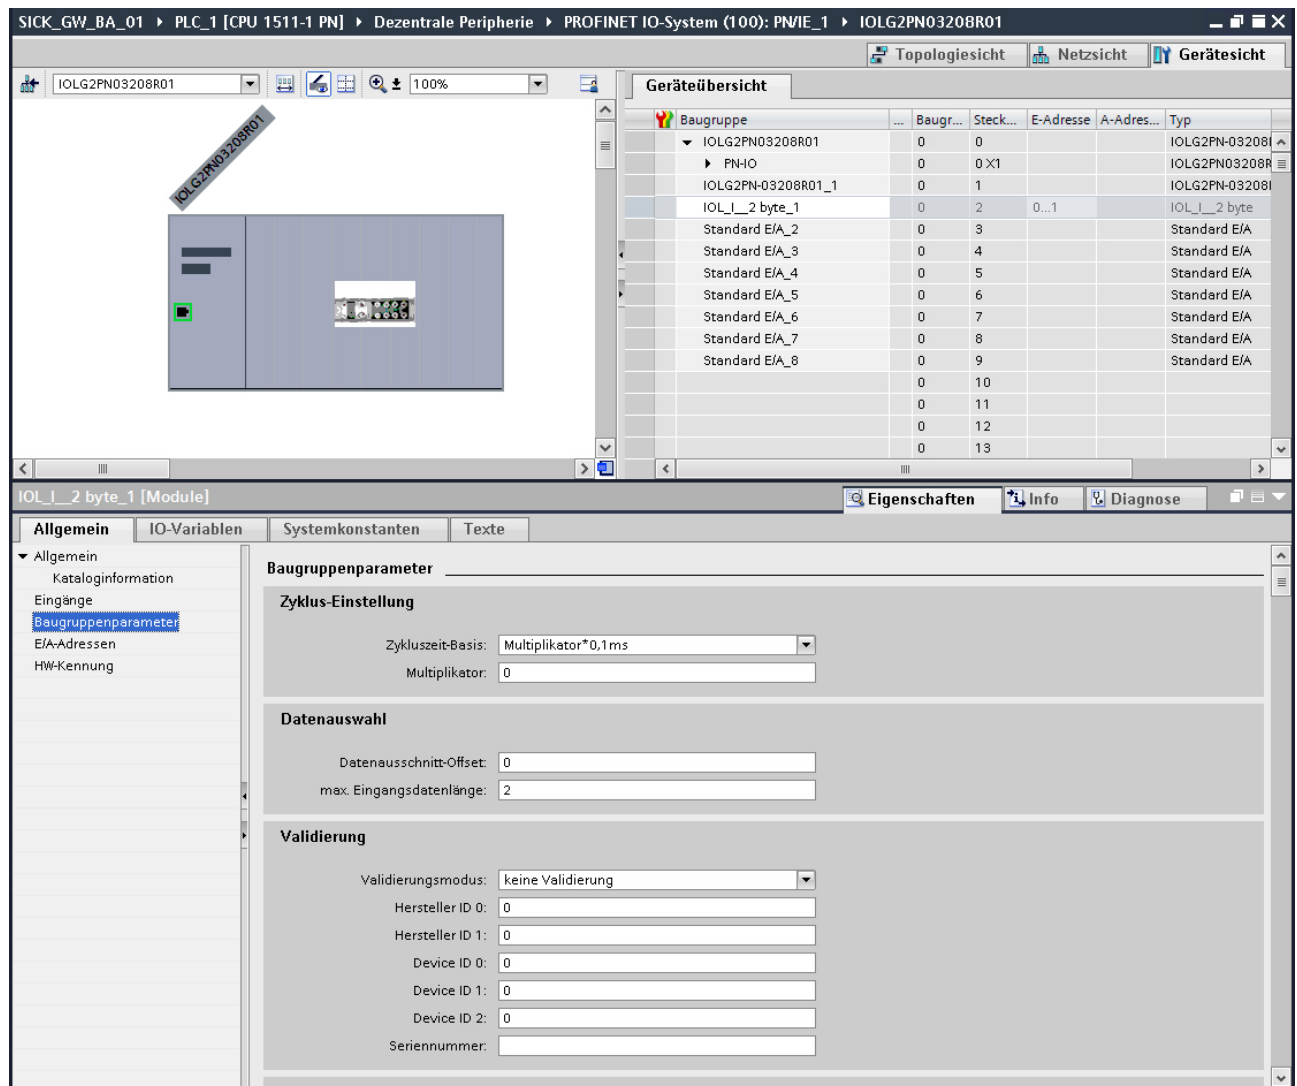 SICK_GW_BA_01 ▸ PLC_1 [CPU 1511-1 PN] ▸ Dezentrale Peripherie ▸ PROFINET IO-System (100): PN/IE_1 ▸ IOLG2PN03208R01
Topologiesicht Netzsicht Gerätesicht
IOLG2PN03208R01 100% Geräteübersicht
IOLG2PN03208R01
Baugruppe ... Baugr... Steck... E-Adresse A-Adres... Typ
IOLG2PN03208R01 0 0 IOLG2PN-03208
PN-IO 0 0 X1 IOLG2PN03208R
IOLG2PN-03208R01_1 0 1 IOLG2PN-03208
IOL_I__2 byte_1 0 2 0...1 IOL_I__2 byte
Standard E/A_2 0 3 Standard E/A
Standard E/A_3 0 4 Standard E/A
Standard E/A_4 0 5 Standard E/A
Standard E/A_5 0 6 Standard E/A
Standard E/A_6 0 7 Standard E/A
Standard E/A_7 0 8 Standard E/A
Standard E/A_8 0 9 Standard E/A
0 10
0 11
0 12
0 13
IOL_I__2 byte_1 [Module] Eigenschaften Info Diagnose
Allgemein IO-Variablen Systemkonstanten Texte
Allgemein
Kataloginformation
Eingänge
Baugruppenparameter
E/A-Adressen
HW-Kennung
Baugruppenparameter
Zyklus-Einstellung
Zykluszeit-Basis: Multiplikator*0,1ms
Multiplikator: 0
Datenauswahl
Datenausschnitt-Offset: 0
max. Eingangsdatenlänge: 2
Validierung
Validierungsmodus: keine Validierung
Hersteller ID 0: 0
Hersteller ID 1: 0
Device ID 0: 0
Device ID 1: 0
Device ID 2: 0
Seriennummer: